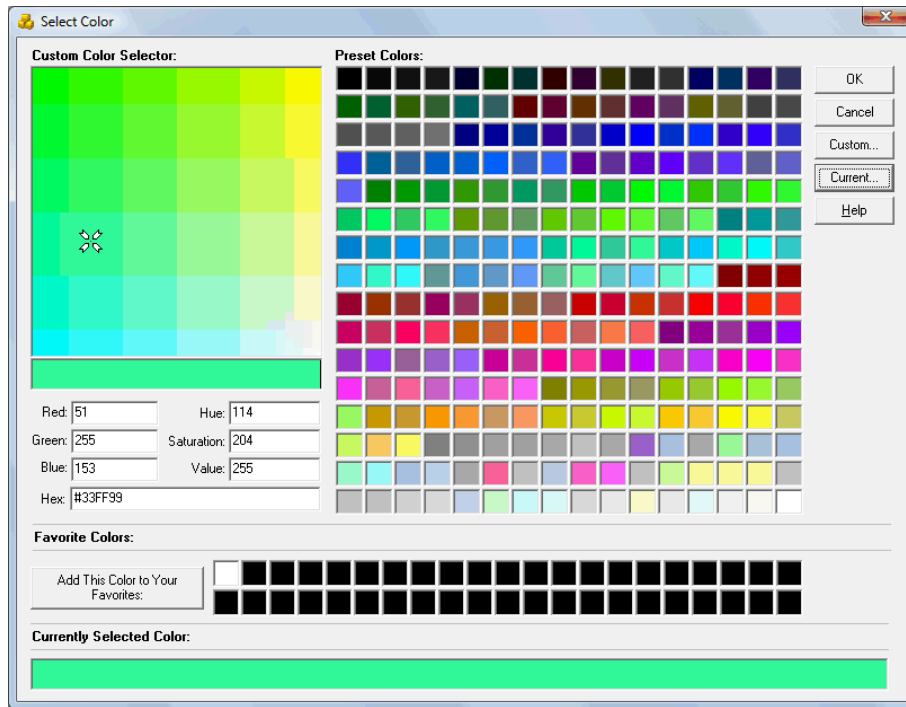 Select Color
Custom Color Selector:
Preset Colors:
OK
Cancel
Custom...
Current...
Help
Red: 51 Hue: 114
Green: 255 Saturation: 204
Blue: 153 Value: 255
Hex: #33FF99
Favorite Colors:
Add This Color to Your
Favorites:
Currently Selected Color: